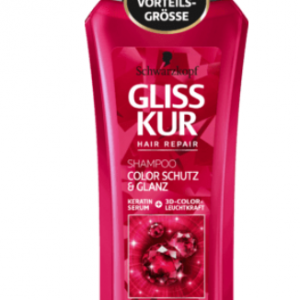 VORTEILS-
GRÖSSE
Schwarzkopf
GLISS
KUR
HAIR REPAIR
SHAMPOO
COLOR SCHUTZ
& GLANZ
KERATIN + 3D-COLOR-
SERUM LEUCHTKRAFT